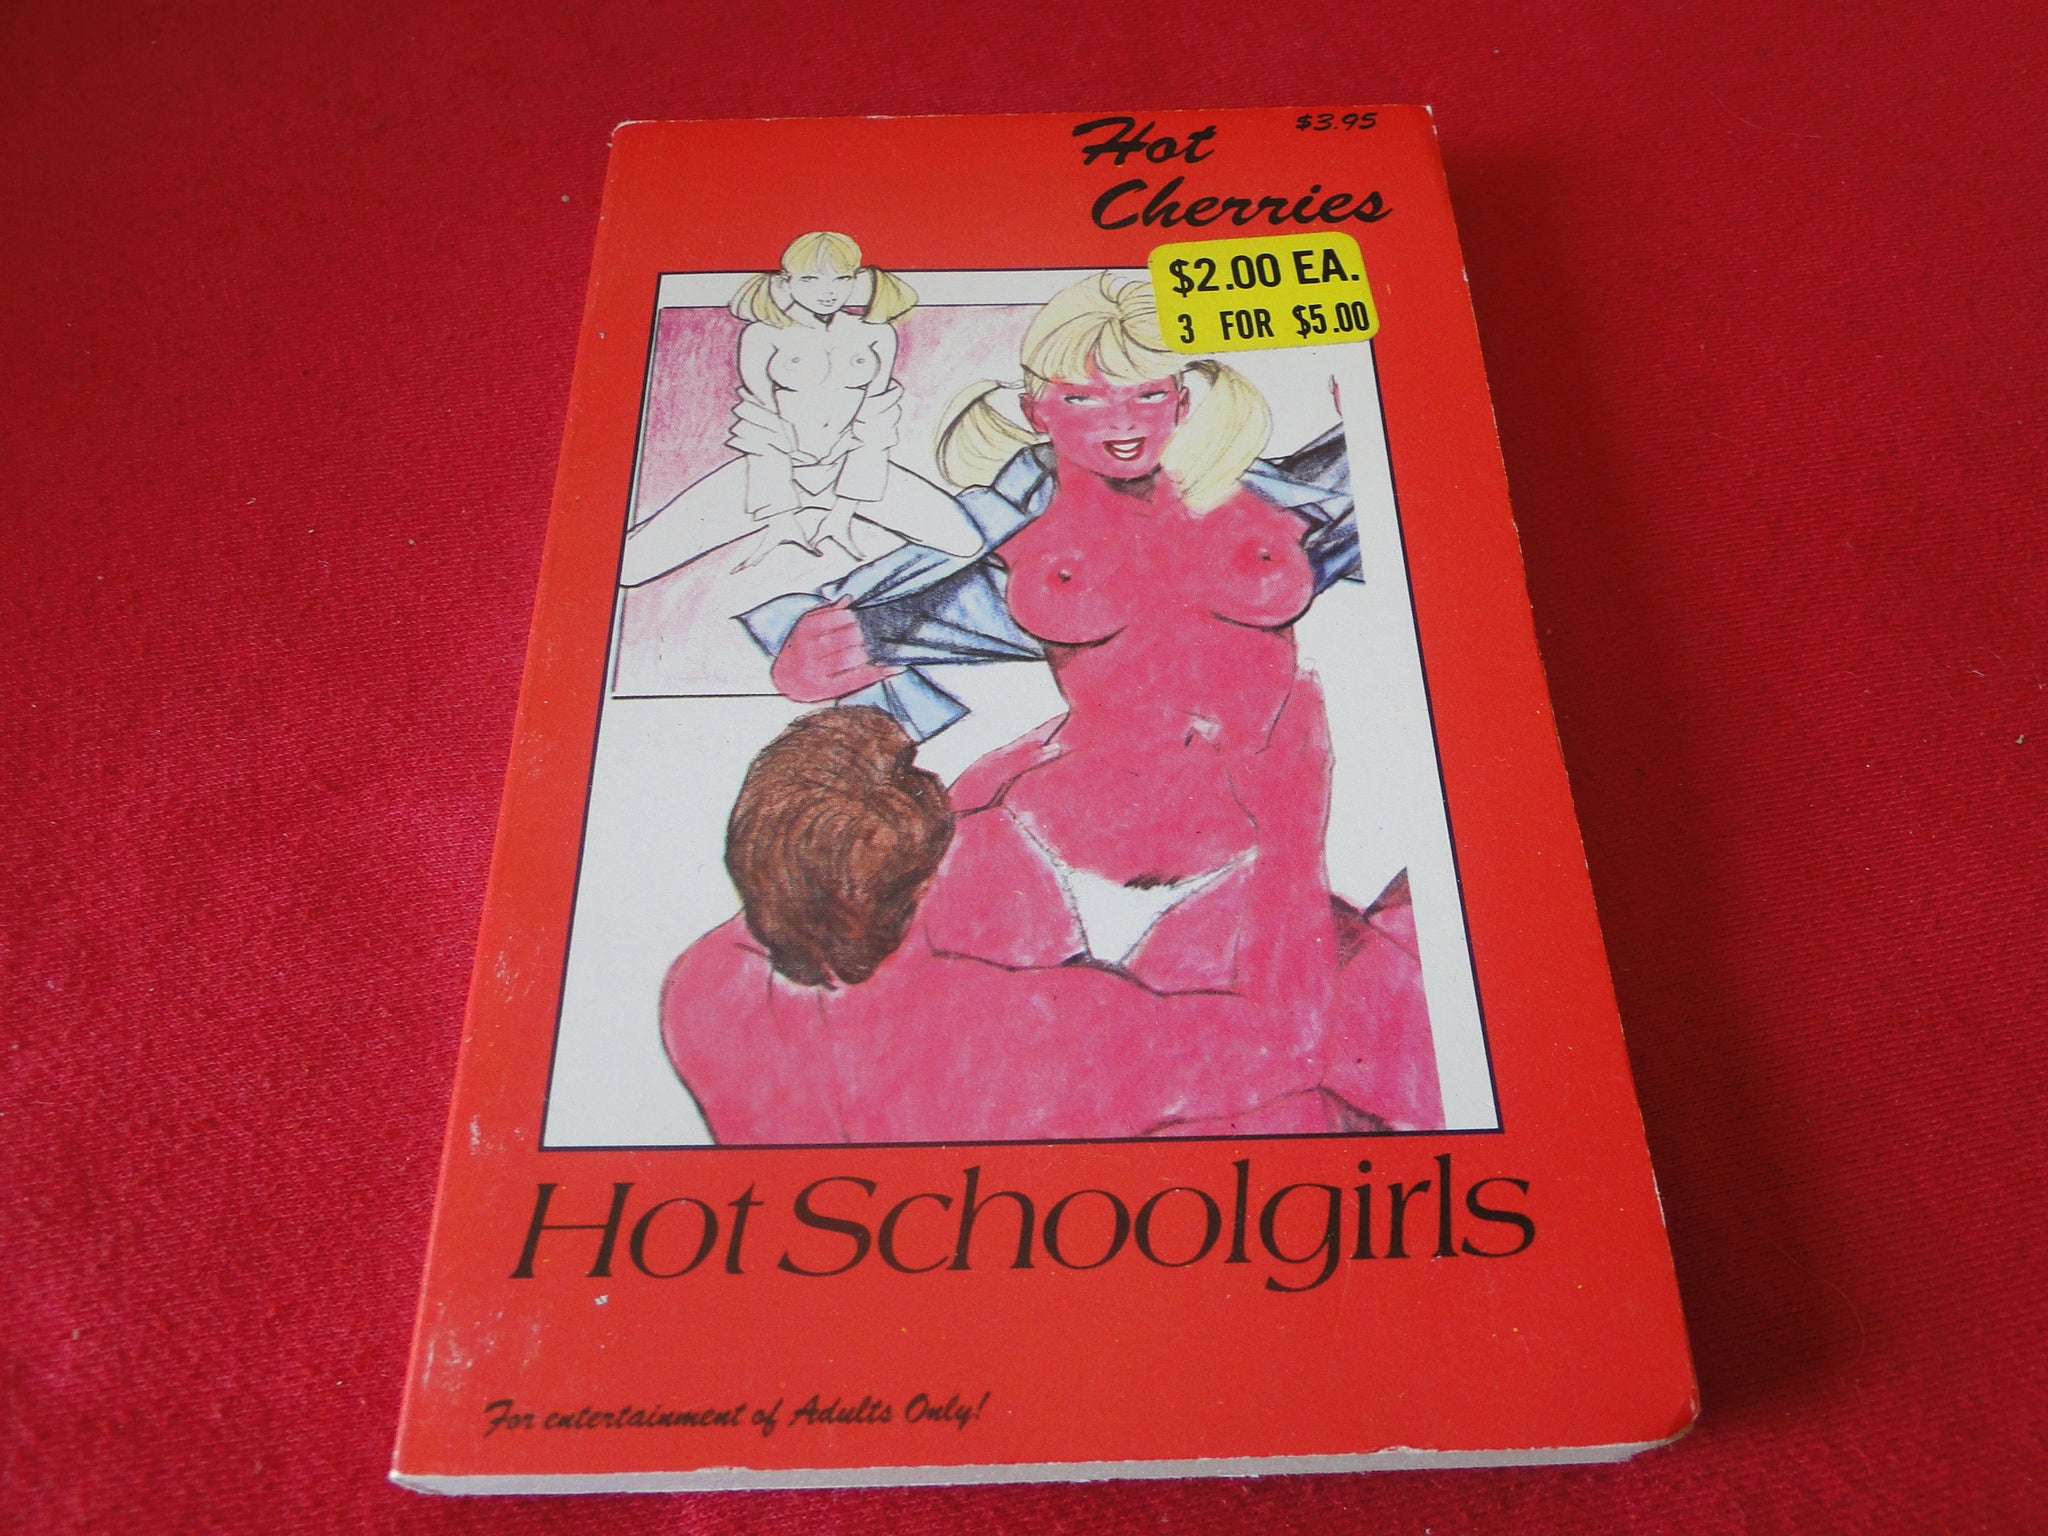 $3.95
Hot
Cherries
$2.00 EA.
3 FOR $5.00
Hot Schoolgirls
For entertainment of Adults Only!